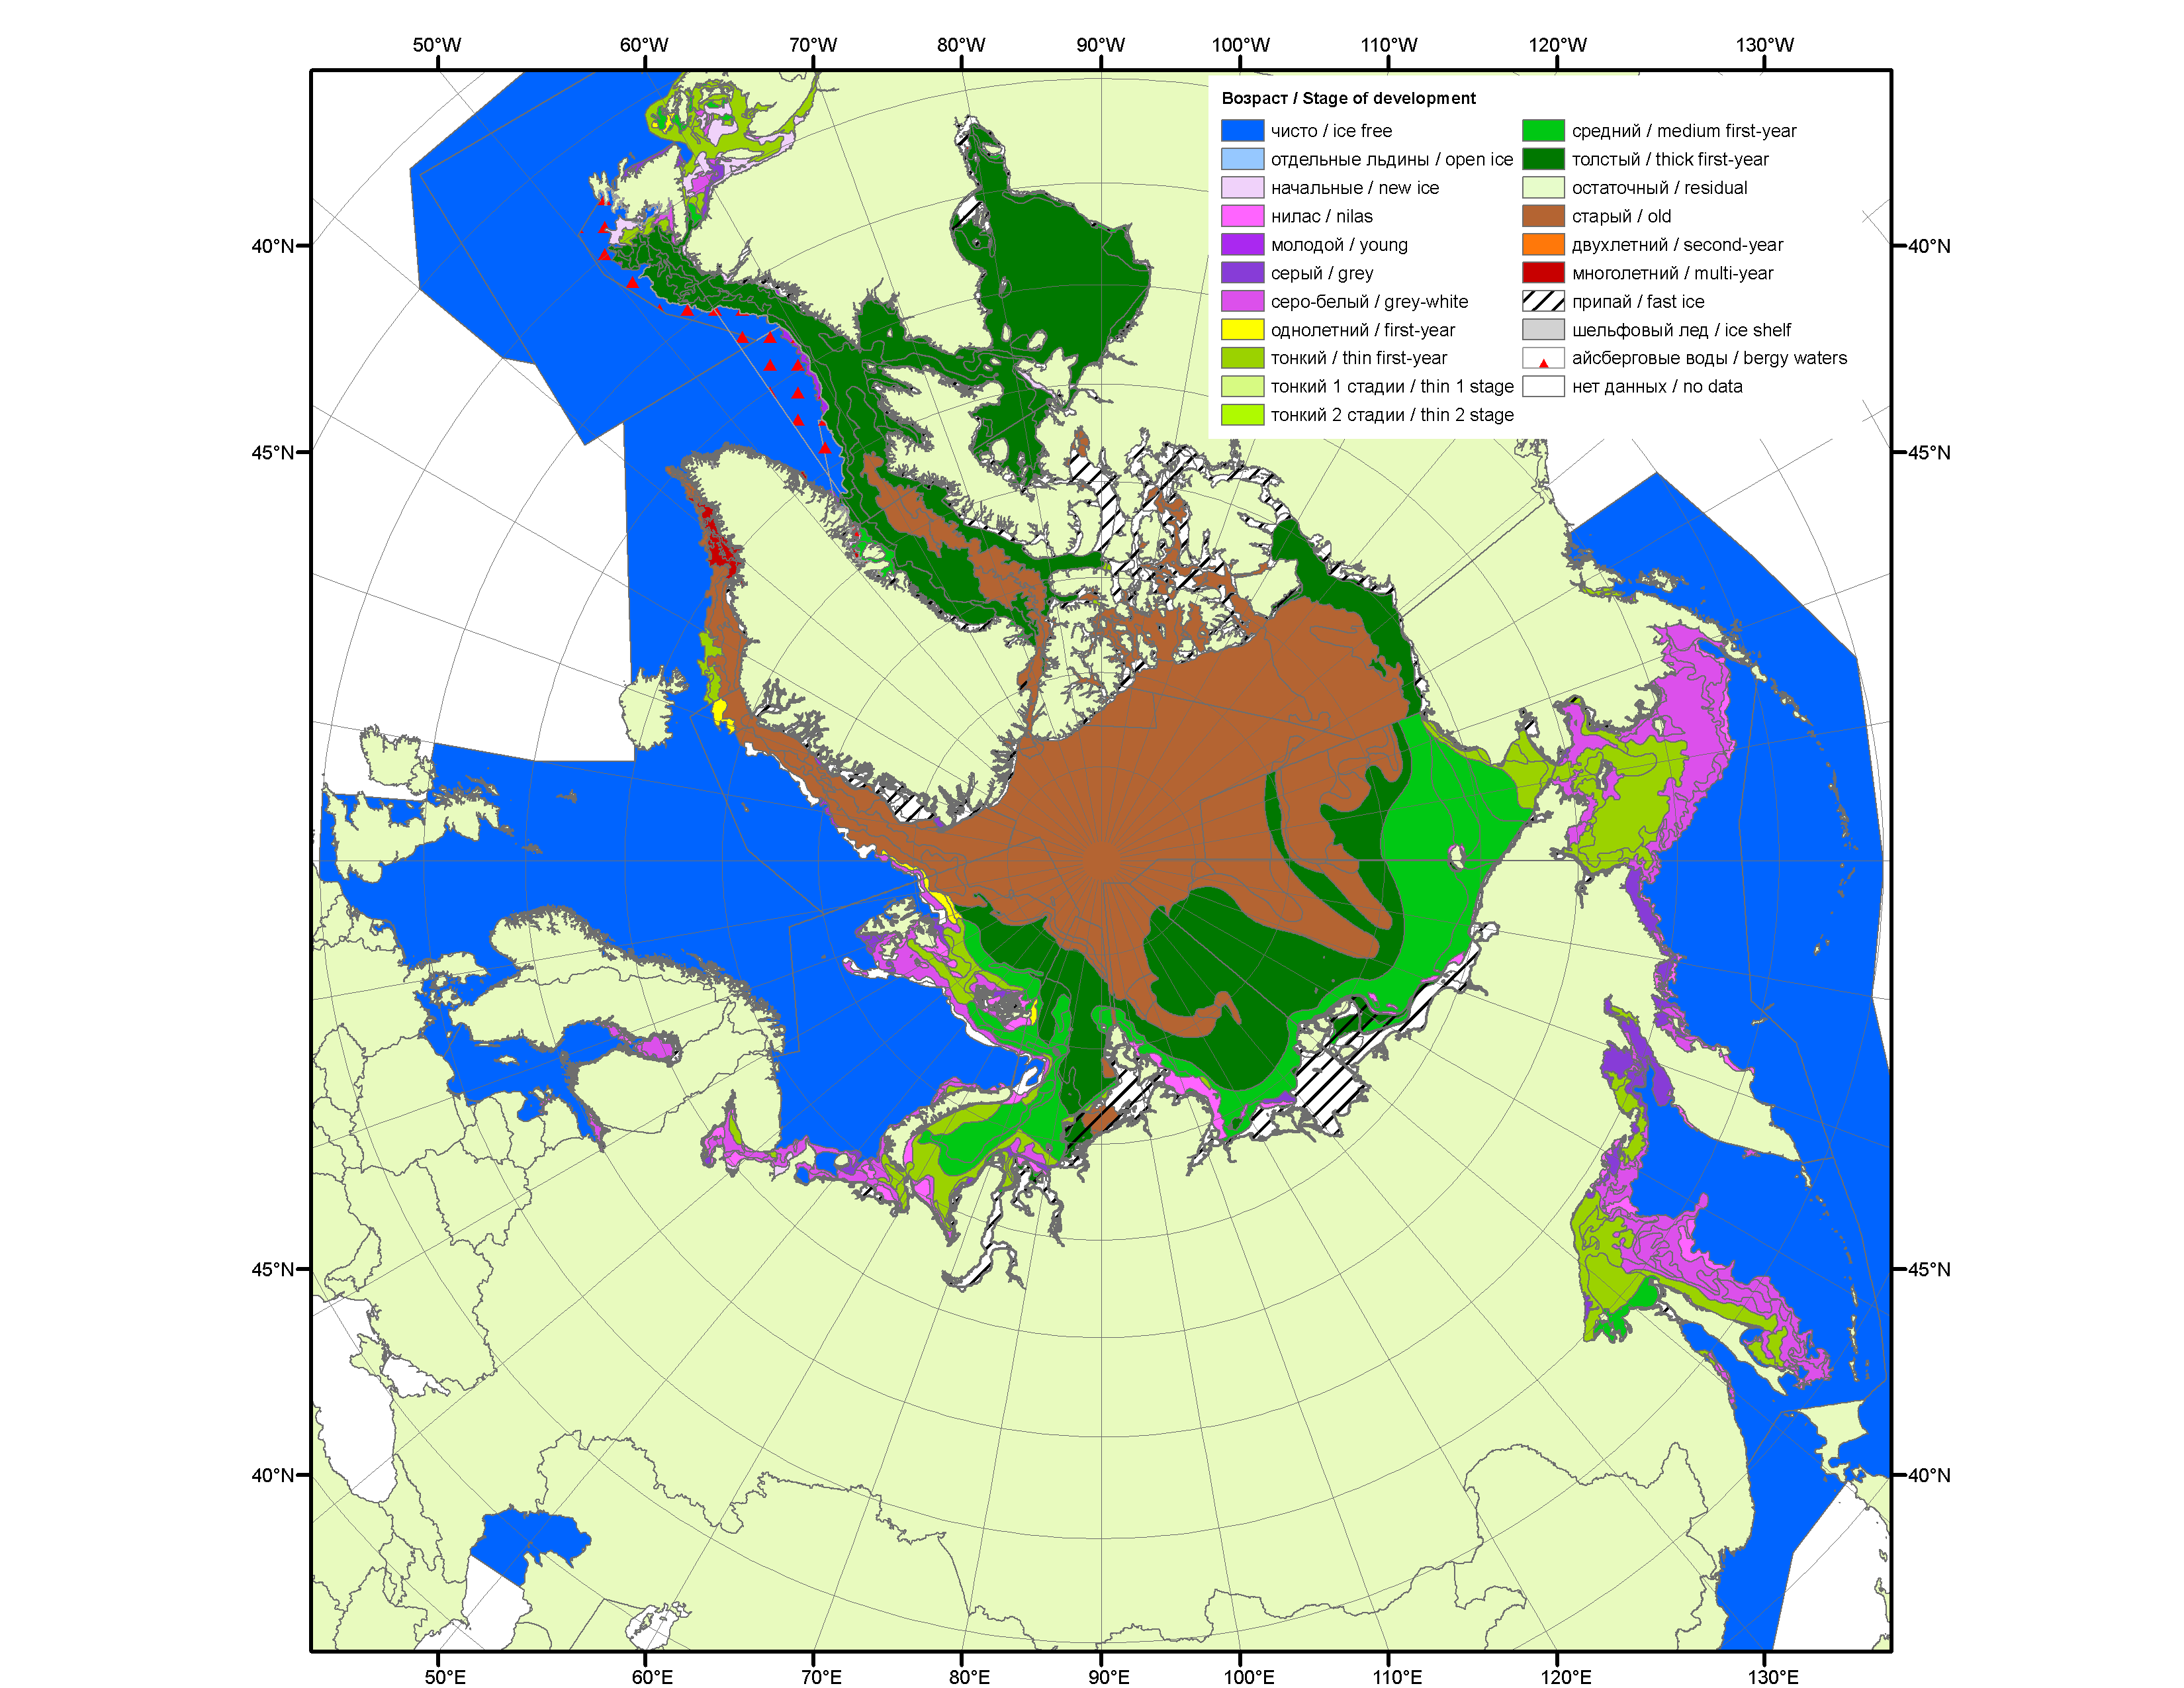 50°W 60°W 70°W 80°W 90°W 100°W 110°W 120°W 130°W
Возраст / Stage of development
чисто / ice free
отдельные льдины / open ice
начальные / new ice
нилас / nilas
молодой / young
серый / grey
серо-белый / grey-white
однолетний / first-year
тонкий / thin first-year
тонкий 1 стадии / thin 1 stage
тонкий 2 стадии / thin 2 stage
средний / medium first-year
толстый / thick first-year
остаточный / residual
старый / old
двухлетний / second-year
многолетний / multi-year
припай / fast ice
шельфовый лед / ice shelf
айсберговые воды / bergy waters
нет данных / no data
40°N 40°N
45°N 45°N
45°N 45°N
40°N 40°N
50°E 60°E 70°E 80°E 90°E 100°E 110°E 120°E 130°E